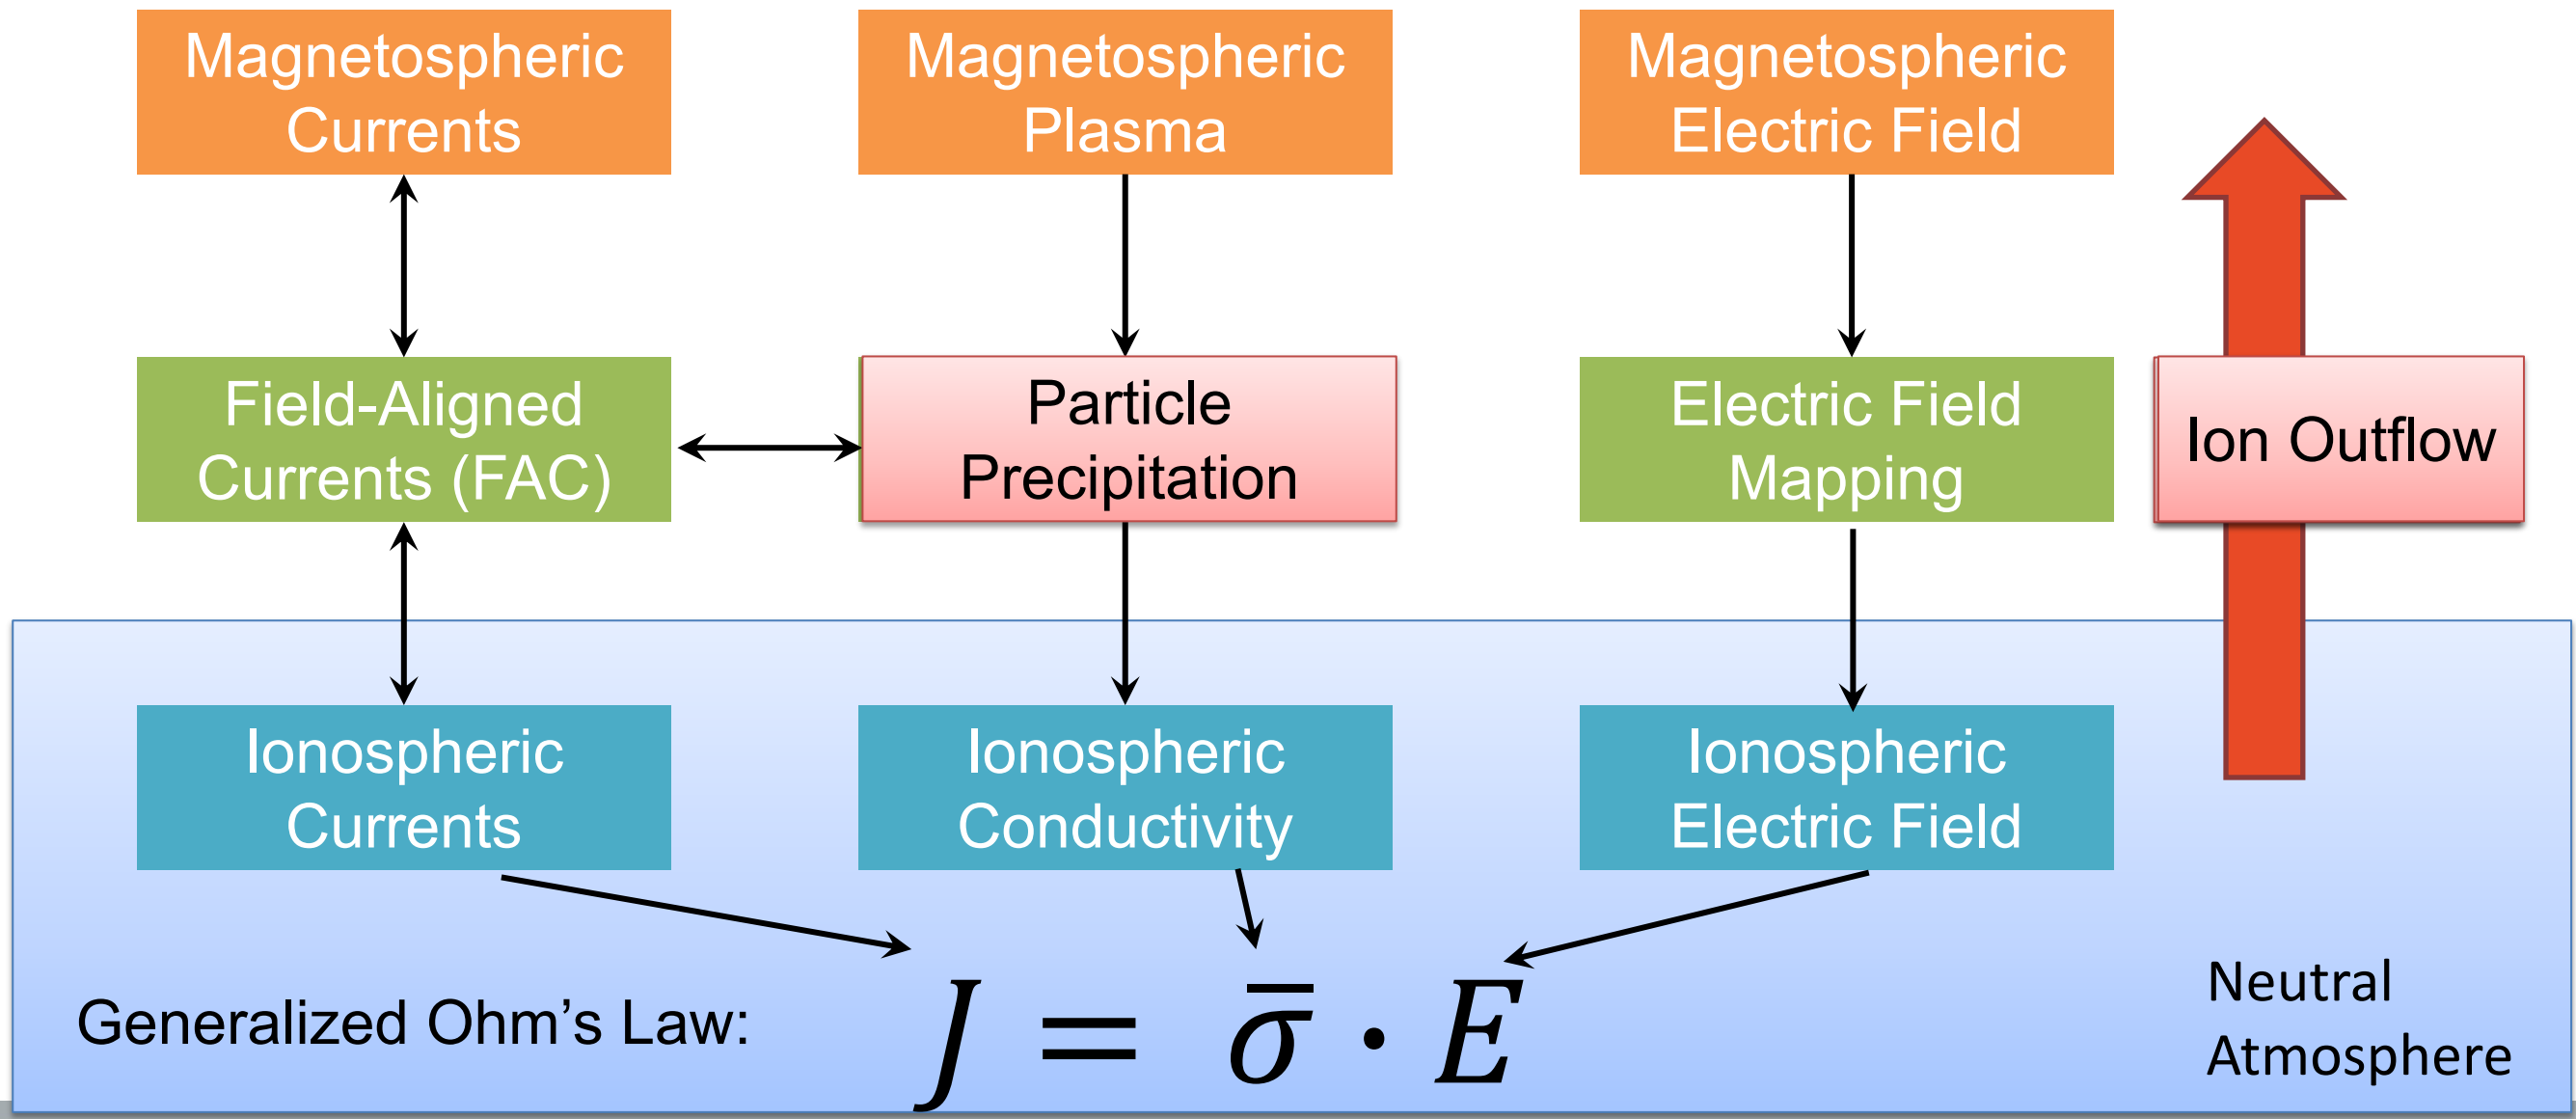 Magnetospheric
Currents
Magnetospheric
Plasma
Magnetospheric
Electric Field
Field-Aligned
Currents (FAC)
Particle
Precipitation
Electric Field
Mapping
Ion Outflow
Ionospheric
Currents
Ionospheric
Conductivity
Ionospheric
Electric Field
Generalized Ohm's Law:
J = σ̿ · E
Neutral
Atmosphere